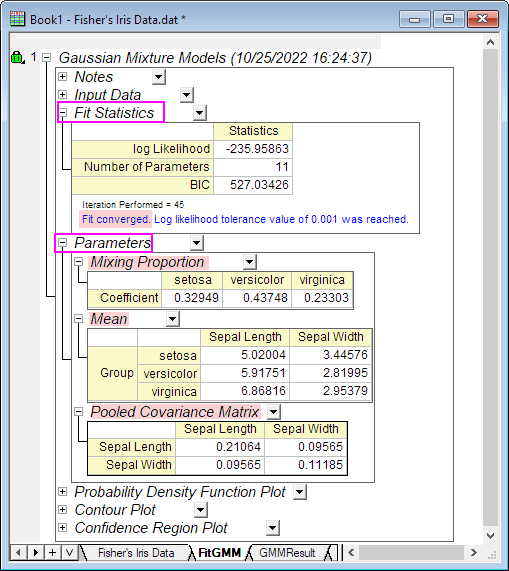 Book1 - Fisher's Iris Data.dat *
1 Gaussian Mixture Models (10/25/2022 16:24:37)
Notes
Input Data
Fit Statistics
Statistics
log Likelihood -235.95863
Number of Parameters 11
BIC 527.03426
Iteration Performed = 45
Fit converged. Log likelihood tolerance value of 0.001 was reached.
Parameters
Mixing Proportion
setosa versicolor virginica
Coefficient 0.32949 0.43748 0.23303
Mean
Sepal Length Sepal Width
setosa 5.02004 3.44576
Group versicolor 5.91751 2.81995
virginica 6.86816 2.95379
Pooled Covariance Matrix
Sepal Length Sepal Width
Sepal Length 0.21064 0.09565
Sepal Width 0.09565 0.11185
Probability Density Function Plot
Contour Plot
Confidence Region Plot
Fisher's Iris Data FitGMM GMMResult